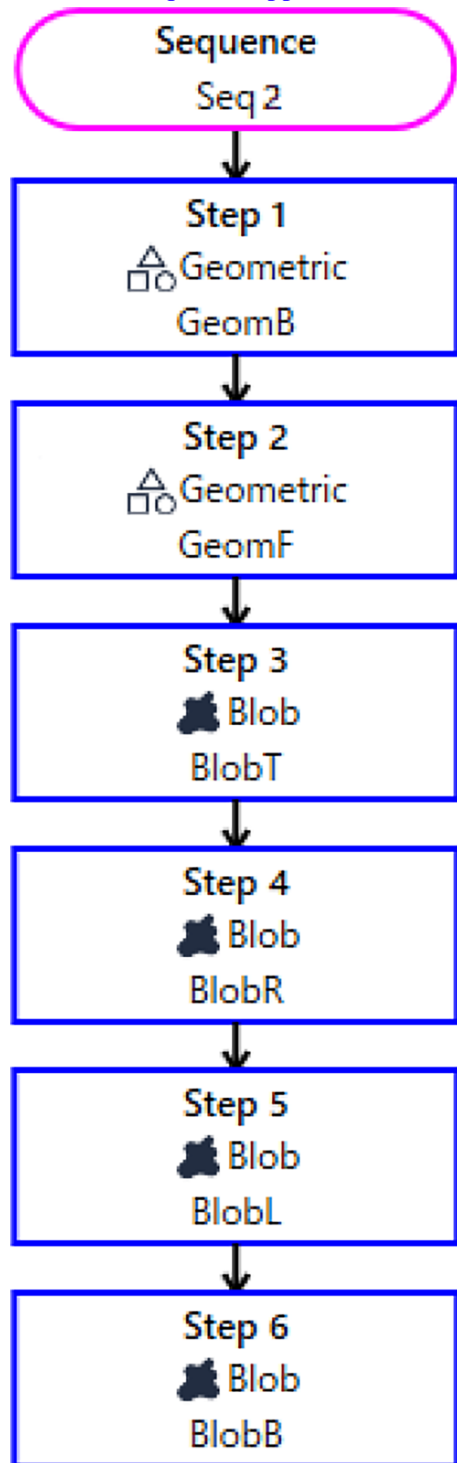 Sequence
Seq 2
Step 1
Geometric
GeomB
Step 2
Geometric
GeomF
Step 3
Blob
BlobT
Step 4
Blob
BlobR
Step 5
Blob
BlobL
Step 6
Blob
BlobB